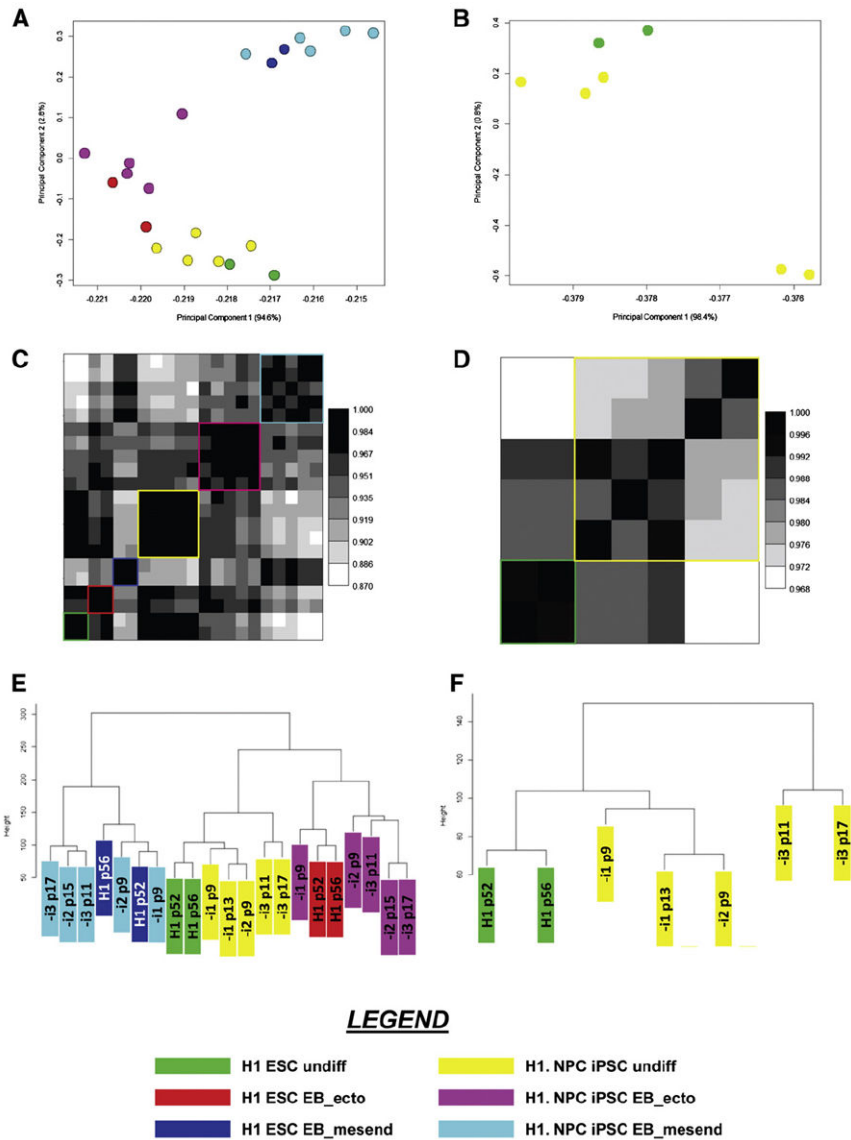 A
B
0.3
0.2
0.1
0.0
-0.1
-0.2
-0.3
Principal Component 2 (2.8%)
-0.221 -0.220 -0.219 -0.218 -0.217 -0.216 -0.215
Principal Component 1 (94.6%)
0.4
0.2
0.0
-0.2
-0.4
-0.6
Principal Component 2 (0.8%)
-0.379 -0.378 -0.377 -0.376
Principal Component 1 (98.4%)
C
1.000
0.984
0.967
0.951
0.935
0.919
0.902
0.886
0.870
D
1.000
0.996
0.992
0.988
0.984
0.980
0.976
0.972
0.968
E
Height
300
250
200
150
100
50
-i3 p17
-i2 p15
-i3 p11
H1 p56
-i2 p9
H1 p52
-i1 p9
H1 p52
H1 p56
-i1 p9
-i1 p13
-i2 p9
-i3 p11
-i3 p17
-i1 p9
H1 p52
H1 p56
-i2 p9
-i3 p11
-i2 p15
-i3 p17
F
Height
140
120
100
80
60
H1 p52
H1 p56
-i1 p9
-i1 p13
-i2 p9
-i3 p11
-i3 p17
LEGEND
H1 ESC undiff
H1. NPC iPSC undiff
H1 ESC EB_ecto
H1. NPC iPSC EB_ecto
H1 ESC EB_mesend
H1. NPC iPSC EB_mesend